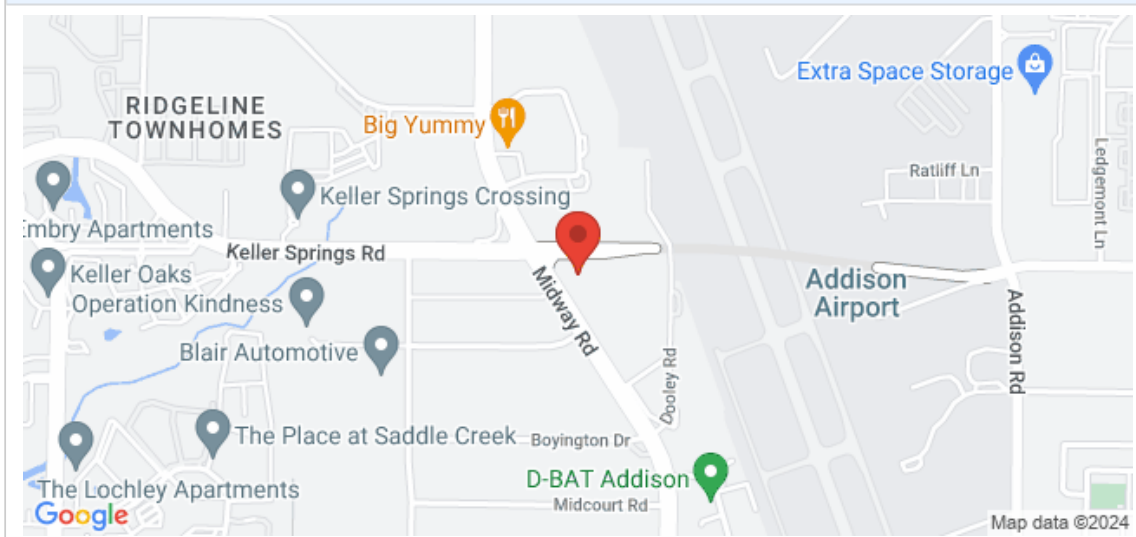 Extra Space Storage
RIDGELINE
TOWNHOMES
Big Yummy
Ledgemont Ln
Ratliff Ln
Keller Springs Crossing
Embry Apartments
Keller Springs Rd
Keller Oaks
Operation Kindness
Addison
Airport
Midway Rd
Addison Rd
Blair Automotive
Dooley Rd
The Place at Saddle Creek
Boyington Dr
D-BAT Addison
The Lochley Apartments
Midcourt Rd
Google
Map data ©2024